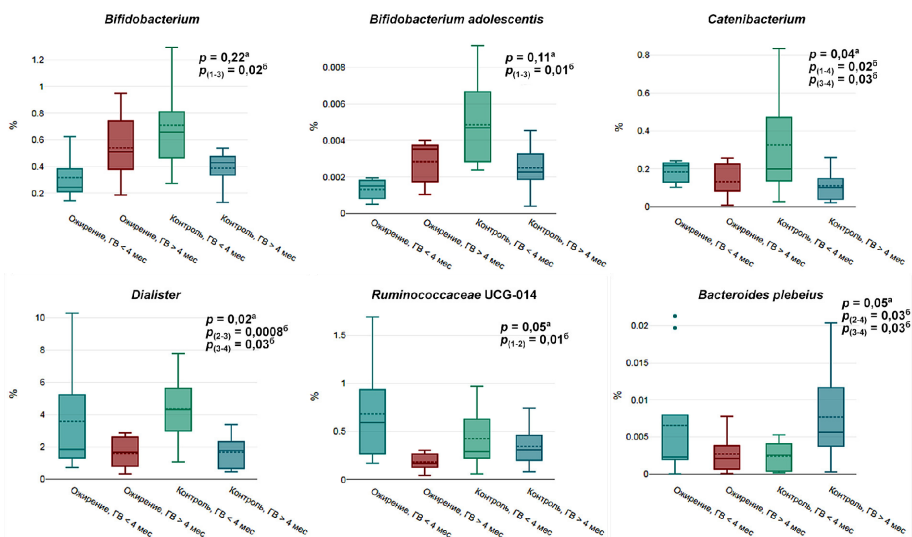 Bifidobacterium
p = 0,22ᵃ
p(1-3) = 0,02ᵇ
%
1.2
1
0.8
0.6
0.4
0.2
Ожирение, ГВ < 4 мес
Ожирение, ГВ > 4 мес
Контроль, ГВ < 4 мес
Контроль, ГВ > 4 мес
Bifidobacterium adolescentis
p = 0,11ᵃ
p(1-3) = 0,01б
%
0.008
0.006
0.004
0.002
0
Ожирение, ГВ < 4 мес
Ожирение, ГВ > 4 мес
Контроль, ГВ < 4 мес
Контроль, ГВ > 4 мес
Catenibacterium
p = 0,04ᵃ
p(1-4) = 0,02б
p(3-4) = 0,03б
%
0.8
0.6
0.4
0.2
0
Ожирение, ГВ < 4 мес
Ожирение, ГВ > 4 мес
Контроль, ГВ < 4 мес
Контроль, ГВ > 4 мес
Dialister
p = 0,02ᵃ
p(2-3) = 0,0008б
p(3-4) = 0,03б
%
10
8
6
4
2
0
Ожирение, ГВ < 4 мес
Ожирение, ГВ > 4 мес
Контроль, ГВ < 4 мес
Контроль, ГВ > 4 мес
Ruminococcaceae UCG-014
p = 0,05ᵃ
p(1-2) = 0,01б
%
1.5
1
0.5
0
Ожирение, ГВ < 4 мес
Ожирение, ГВ > 4 мес
Контроль, ГВ < 4 мес
Контроль, ГВ > 4 мес
Bacteroides plebeius
p = 0,05ᵃ
p(2-4) = 0,03б
p(3-4) = 0,03б
%
0.02
0.015
0.01
0.005
0
Ожирение, ГВ < 4 мес
Ожирение, ГВ > 4 мес
Контроль, ГВ < 4 мес
Контроль, ГВ > 4 мес